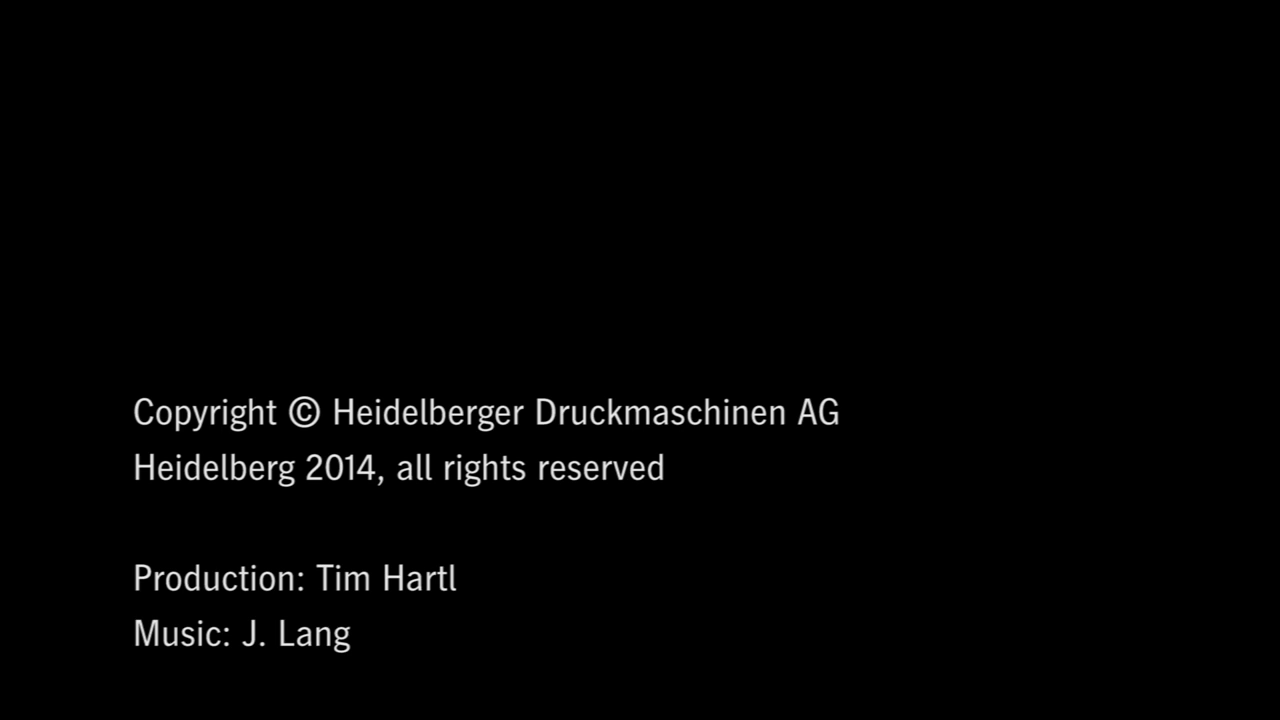 Copyright © Heidelberger Druckmaschinen AG
Heidelberg 2014, all rights reserved
Production: Tim Hartl
Music: J. Lang